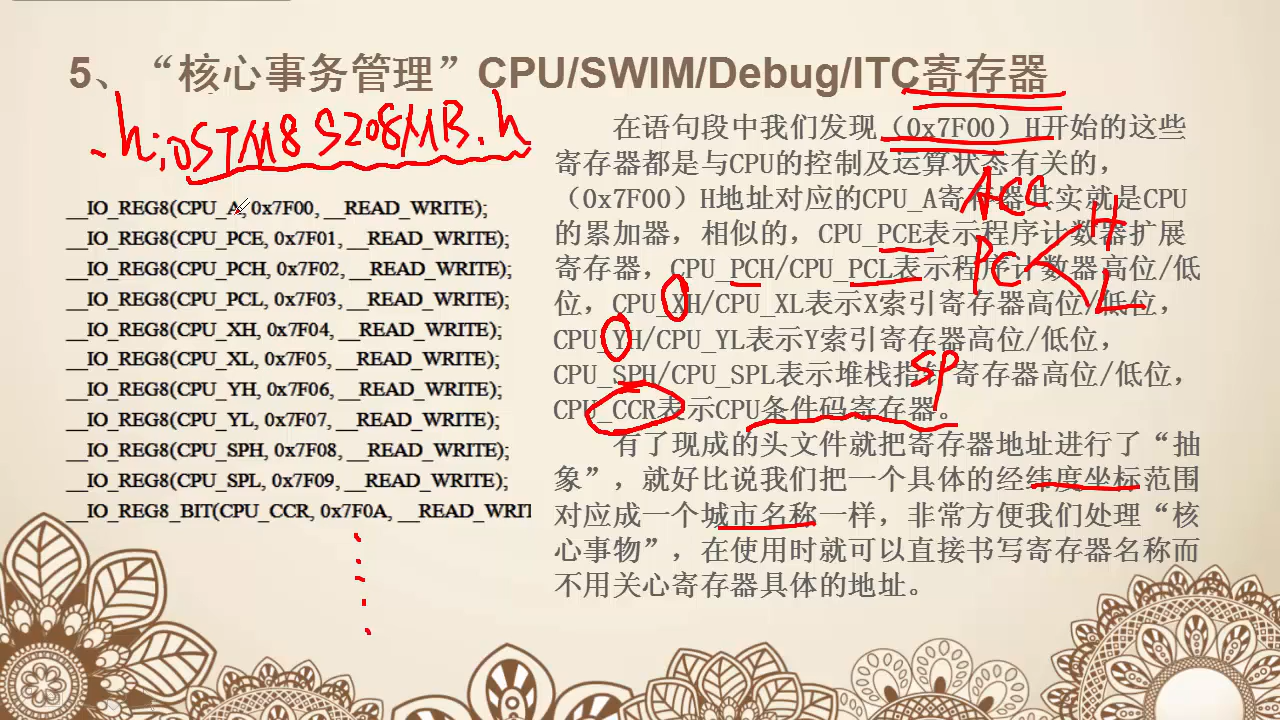 5、“核心事务管理”CPU/SWIM/Debug/ITC寄存器
.h;iOSTM8S208MB.h
__IO_REG8(CPU_A, 0x7F00, __READ_WRITE);
__IO_REG8(CPU_PCE, 0x7F01, __READ_WRITE);
__IO_REG8(CPU_PCH, 0x7F02, __READ_WRITE);
__IO_REG8(CPU_PCL, 0x7F03, __READ_WRITE);
__IO_REG8(CPU_XH, 0x7F04, __READ_WRITE);
__IO_REG8(CPU_XL, 0x7F05, __READ_WRITE);
__IO_REG8(CPU_YH, 0x7F06, __READ_WRITE);
__IO_REG8(CPU_YL, 0x7F07, __READ_WRITE);
__IO_REG8(CPU_SPH, 0x7F08, __READ_WRITE);
__IO_REG8(CPU_SPL, 0x7F09, __READ_WRITE);
__IO_REG8_BIT(CPU_CCR, 0x7F0A, __READ_WRIT
在语句段中我们发现（0x7F00）H开始的这些
寄存器都是与CPU的控制及运算状态有关的，
（0x7F00）H地址对应的CPU_A寄存器其实就是CPU
的累加器，相似的，CPU_PCE表示程序计数器扩展
寄存器，CPU_PCH/CPU_PCL表示程序计数器高位/低
位，CPU_XH/CPU_XL表示X索引寄存器高位/低位，
CPU_YH/CPU_YL表示Y索引寄存器高位/低位，
CPU_SPH/CPU_SPL表示堆栈指针寄存器高位/低位，
CPU_CCR表示CPU条件码寄存器。
有了现成的头文件就把寄存器地址进行了“抽
象”，就好比说我们把一个具体的经纬度坐标范围
对应成一个城市名称一样，非常方便我们处理“核
心事物”，在使用时就可以直接书写寄存器名称而
不用关心寄存器具体的地址。
ACC
PC
H
L
SP